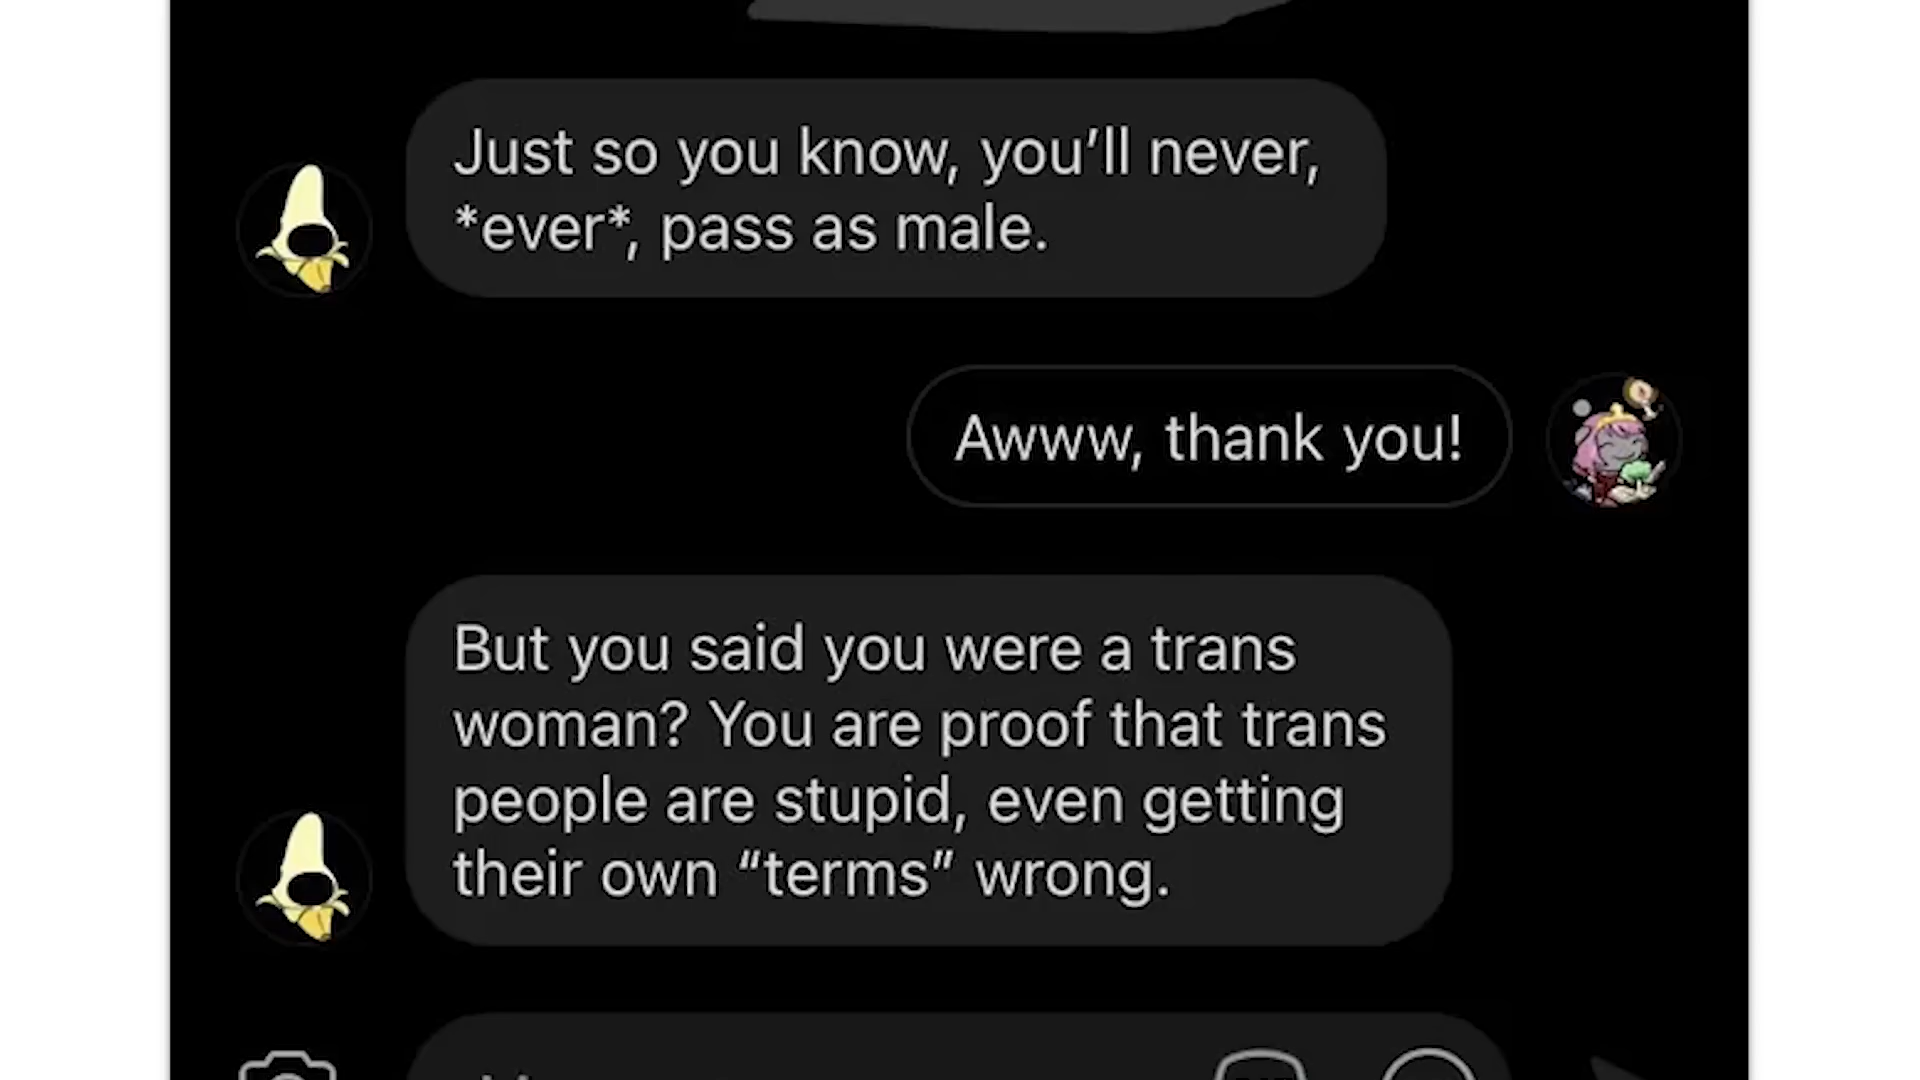 Just so you know, you’ll never,
*ever*, pass as male.
Awww, thank you!
But you said you were a trans
woman? You are proof that trans
people are stupid, even getting
their own “terms” wrong.